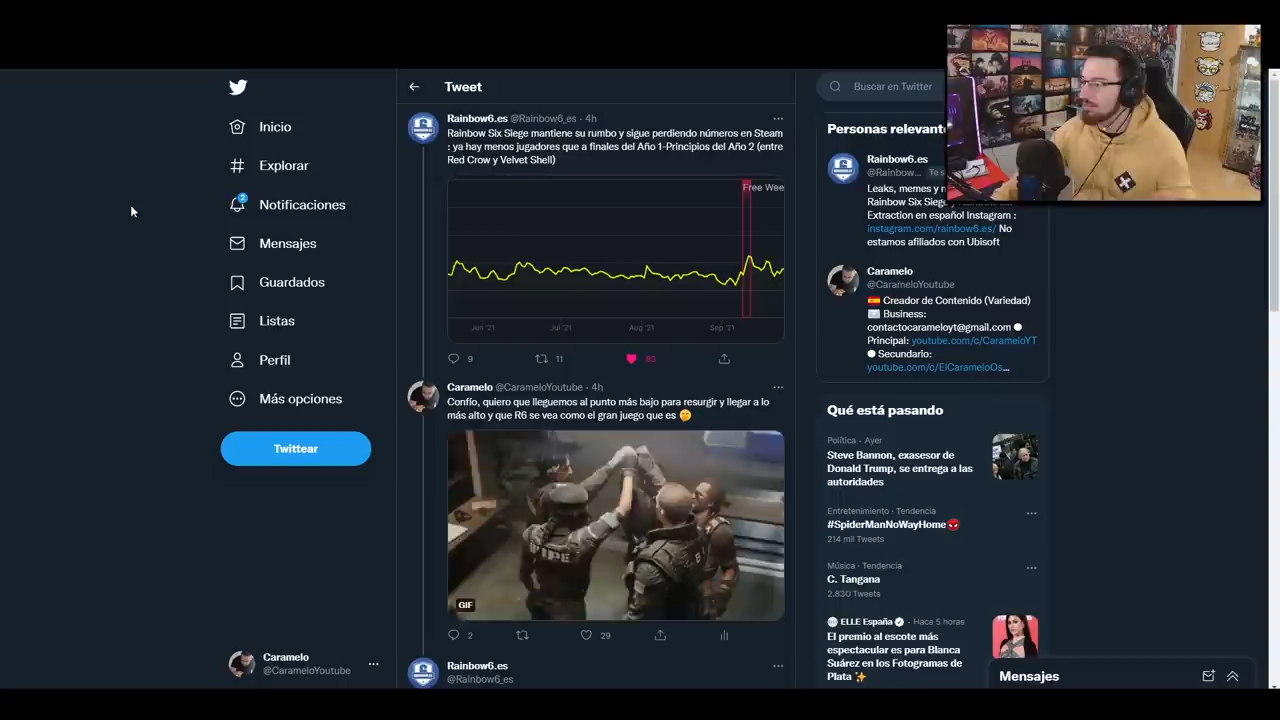 Inicio
Explorar
2
Notificaciones
Mensajes
Guardados
Listas
Perfil
Más opciones
Twittear
Caramelo
@CarameloYoutube
Tweet
Rainbow6.es @Rainbow6_es · 4h
Rainbow Six Siege mantiene su rumbo y sigue perdiendo números en Steam
: ya hay menos jugadores que a finales del Año 1-Principios del Año 2 (entre
Red Crow y Velvet Shell)
Free Wee
Jun '21 Jul '21 Aug '21 Sep '21
9 11 83
Caramelo @CarameloYoutube · 4h
Confío, quiero que lleguemos al punto más bajo para resurgir y llegar a lo
más alto y que R6 se vea como el gran juego que es
GIF
2 29
Rainbow6.es
@Rainbow6_es
Buscar en Twitter
Personas relevant
Rainbow6.es
@Rainbow...
Leaks, memes y n
Rainbow Six Siege
Extraction en español Instagram :
instagram.com/rainbow6.es/ No
estamos afiliados con Ubisoft
Caramelo
@CarameloYoutube
Creador de Contenido (Variedad)
Business:
contactocarameloyt@gmail.com
Principal: youtube.com/c/CarameloYT
Secundario:
youtube.com/c/ElCarameloOs...
Qué está pasando
Política · Ayer
Steve Bannon, exasesor de
Donald Trump, se entrega a las
autoridades
Entretenimiento · Tendencia
#SpiderManNoWayHome
214 mil Tweets
Música · Tendencia
C. Tangana
2.830 Tweets
ELLE España · Hace 5 horas
El premio al escote más
espectacular es para Blanca
Suárez en los Fotogramas de
Plata
Mensajes